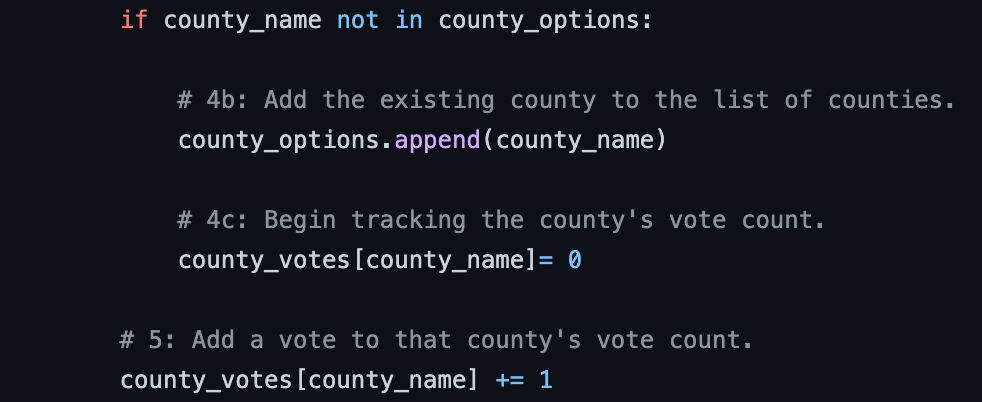 if county_name not in county_options:
# 4b: Add the existing county to the list of counties.
county_options.append(county_name)
# 4c: Begin tracking the county's vote count.
county_votes[county_name]= 0
# 5: Add a vote to that county's vote count.
county_votes[county_name] += 1